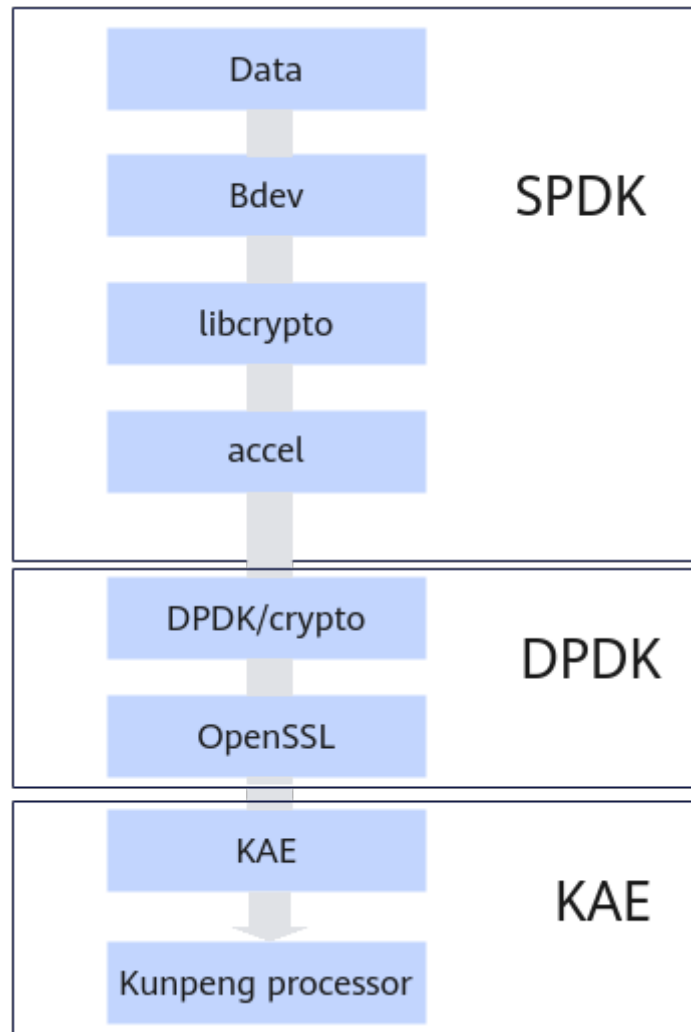 Data
Bdev
SPDK
libcrypto
accel
DPDK/crypto
DPDK
OpenSSL
KAE
KAE
Kunpeng processor